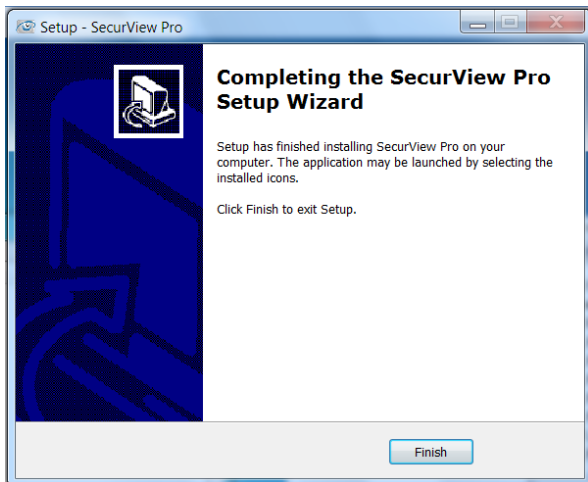 Setup - SecurView Pro
Completing the SecurView Pro
Setup Wizard
Setup has finished installing SecurView Pro on your
computer. The application may be launched by selecting the
installed icons.
Click Finish to exit Setup.
Finish